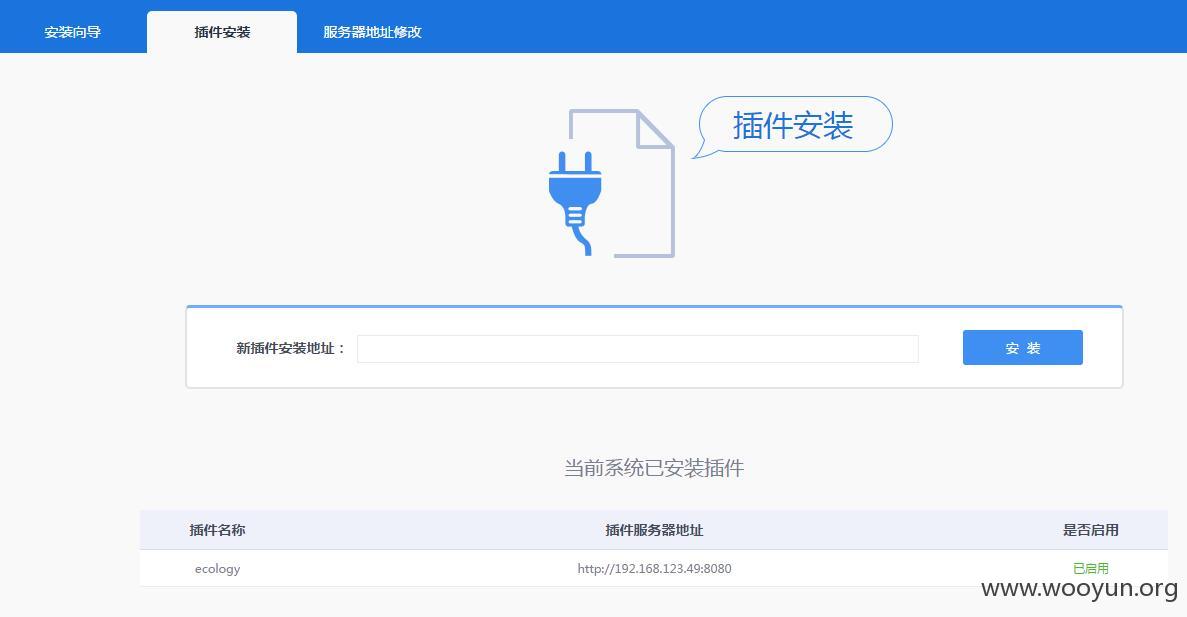 安装向导 插件安装 服务器地址修改
插件安装
新插件安装地址： 安 装
当前系统已安装插件
插件名称 插件服务器地址 是否启用
ecology http://192.168.123.49:8080 已启用
www.wooyun.org